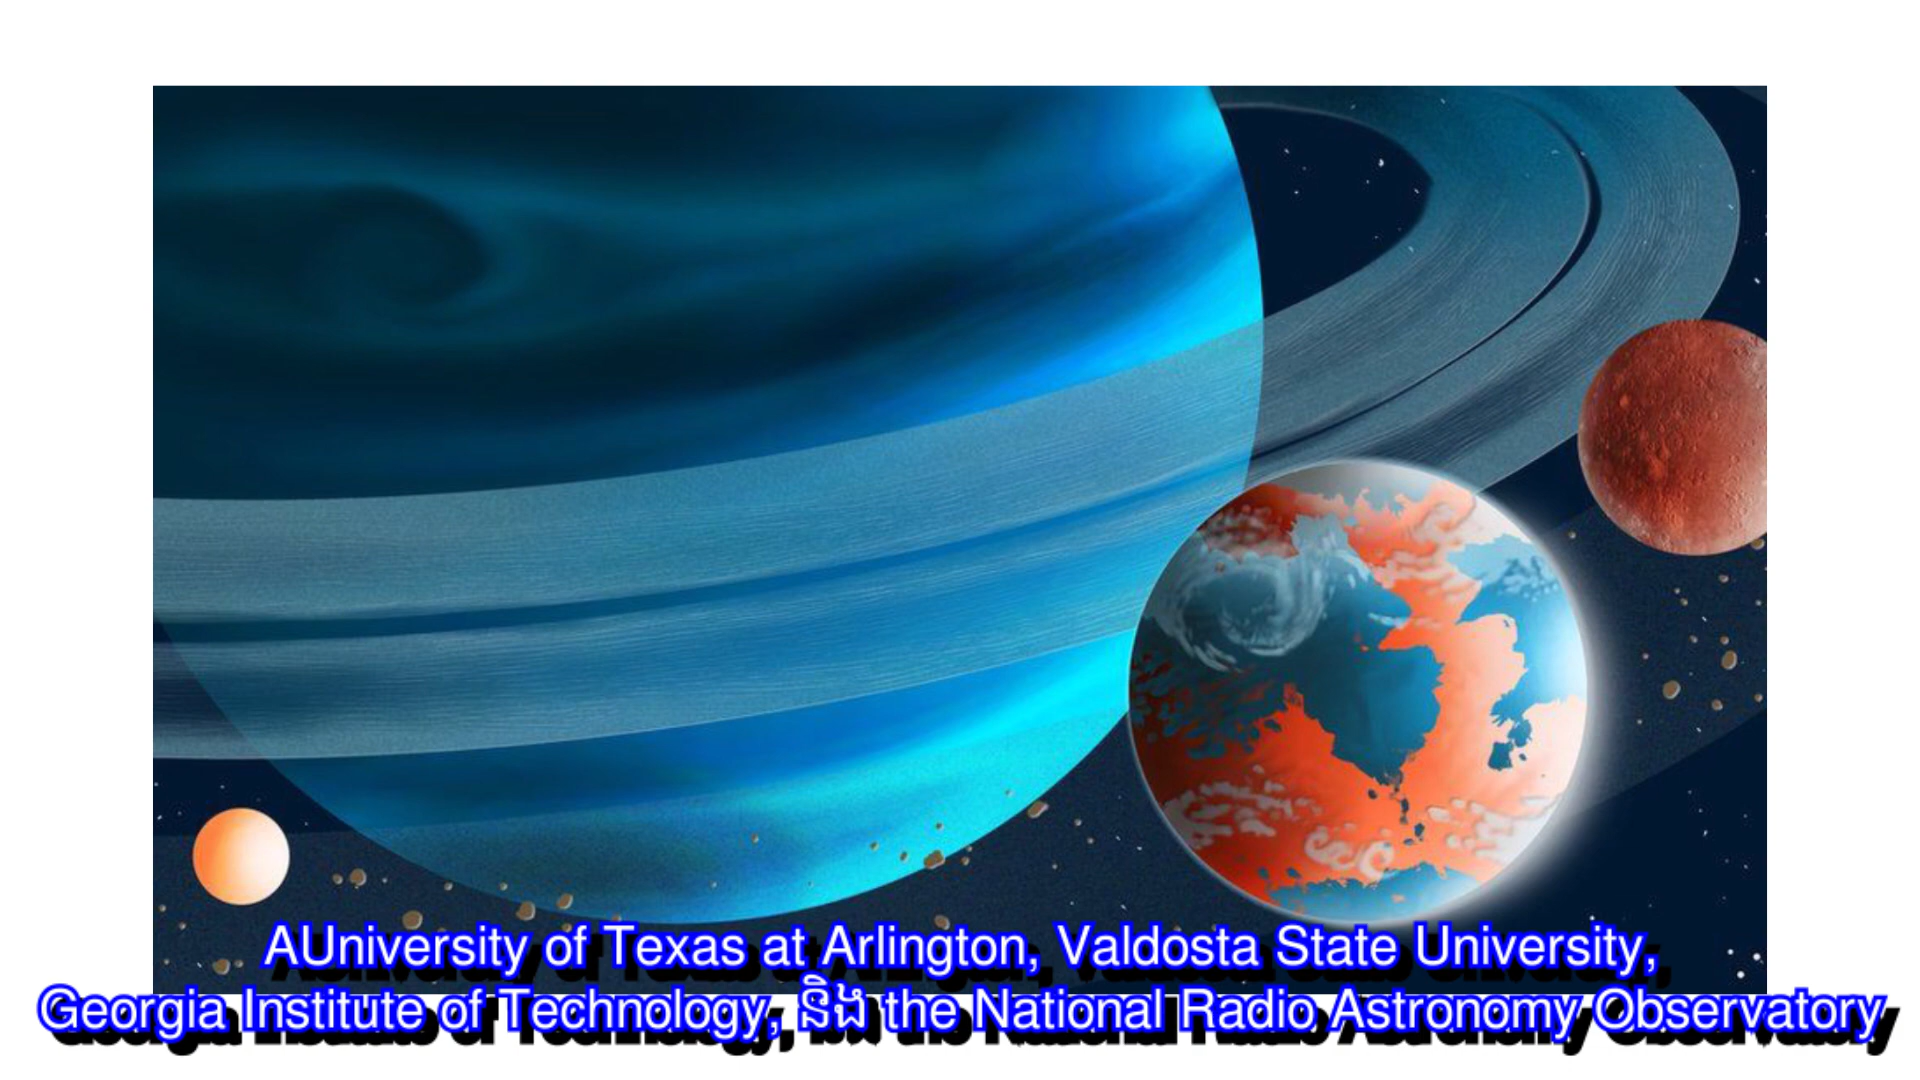 AUniversity of Texas at Arlington, Valdosta State University,
Georgia Institute of Technology, និង the National Radio Astronomy Observatory